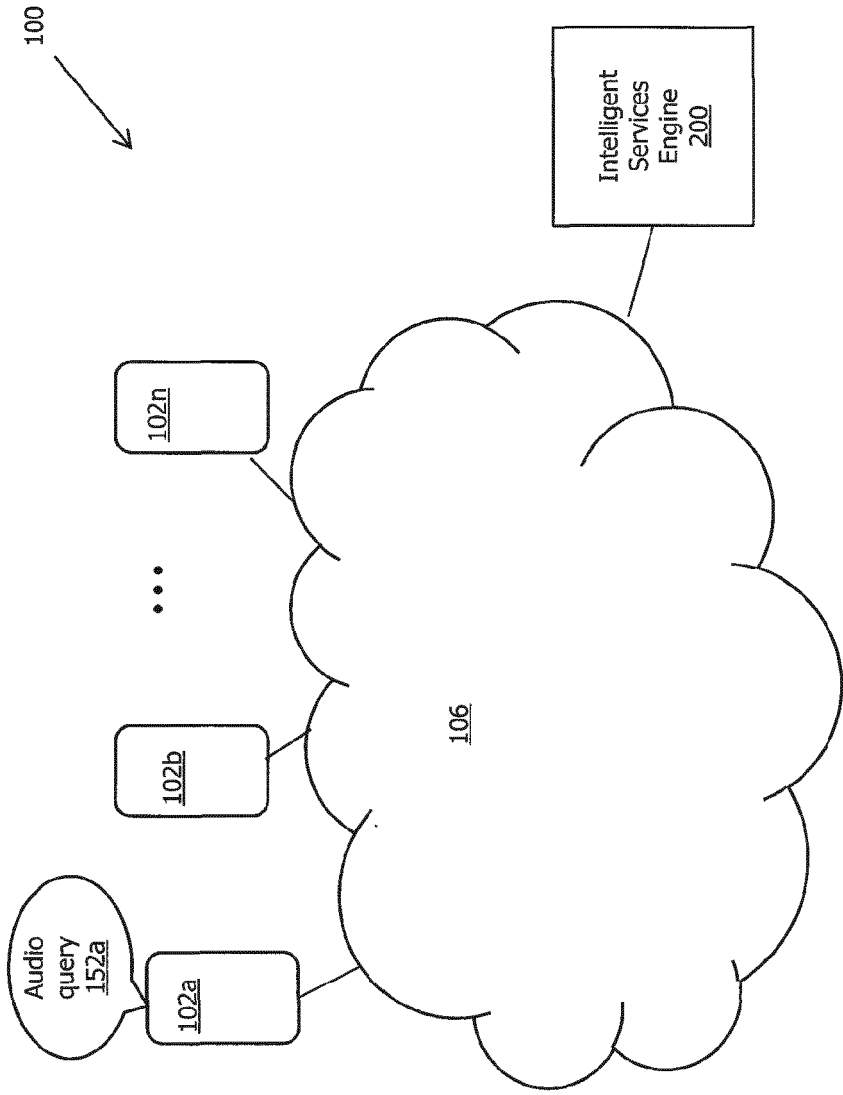 100
Audio
query
152a
102a
102b
•••
102n
106
Intelligent
Services
Engine
200